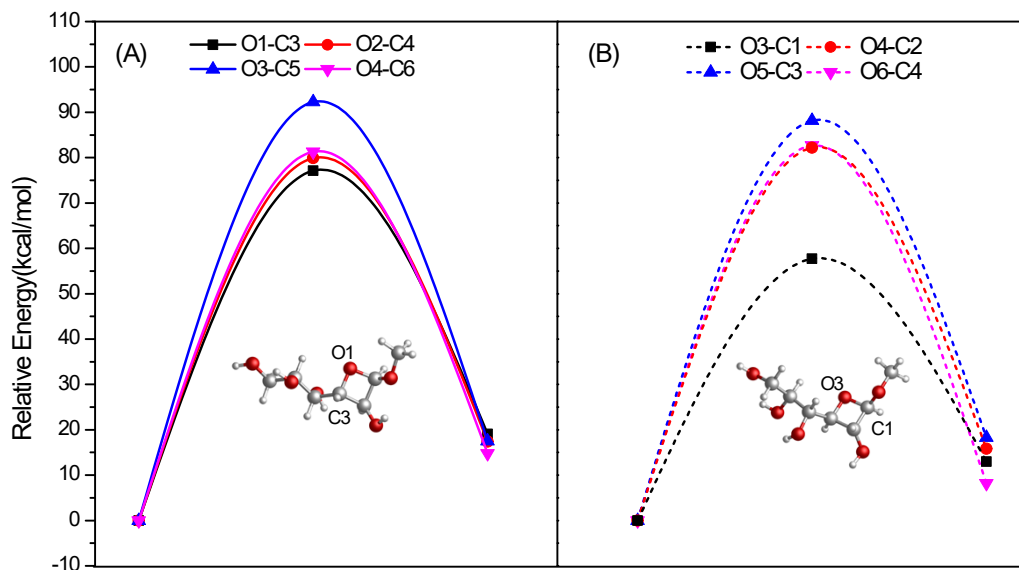 110
100
90
80
70
60
50
40
30
20
10
0
-10
Relative Energy(kcal/mol)
(A)
O1-C3 O2-C4
O3-C5 O4-C6
O1
C3
(B)
O3-C1 O4-C2
O5-C3 O6-C4
O3
C1